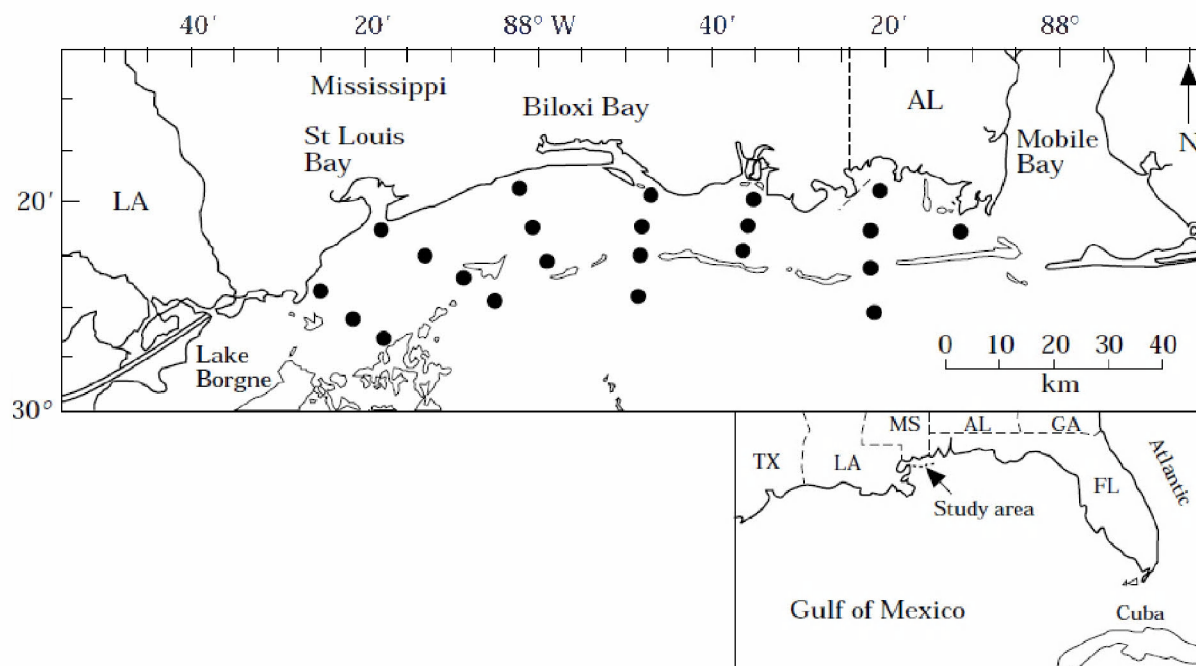 40′ 20′ 88° W 40′ 20′ 88°
Mississippi
Biloxi Bay
AL
St Louis
Bay
Mobile
Bay
N
20′
LA
Lake
Borgne
0 10 20 30 40
km
30°
MS AL GA
TX LA
FL
Atlantic
Study area
Gulf of Mexico
Cuba